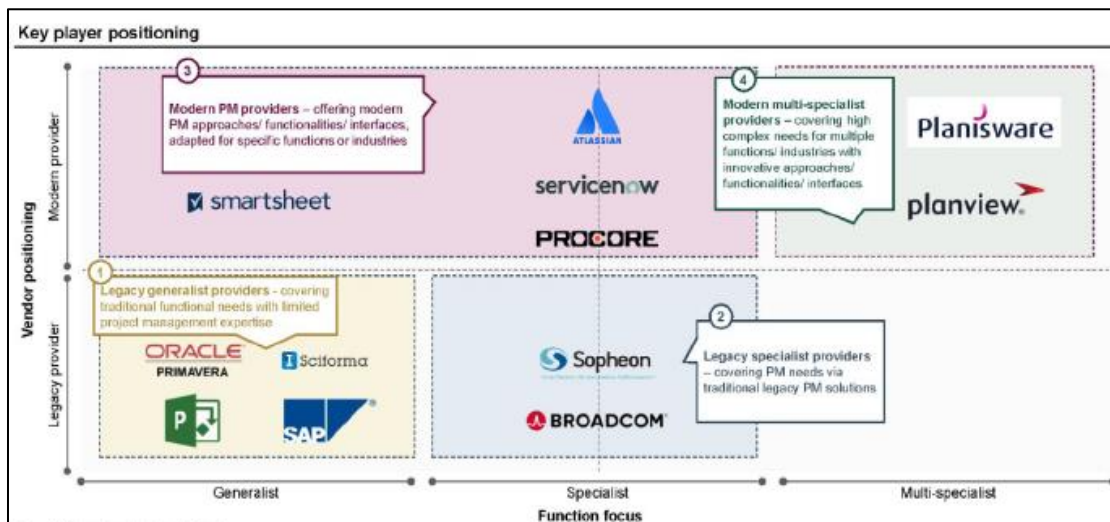 Key player positioning
3
Modern PM providers – offering modern
PM approaches/ functionalities/ interfaces,
adapted for specific functions or industries
smartsheet
ATLASSIAN
servicenow
PROCORE
4
Modern multi-specialist
providers – covering high
complex needs for multiple
functions/ industries with
innovative approaches/
functionalities/ interfaces
Planisware
planview.
Vendor positioning
Modern provider
Legacy provider
1
Legacy generalist providers - covering
traditional functional needs with limited
project management expertise
ORACLE
PRIMAVERA
Sciforma
P
SAP
Sopheon
BROADCOM
2
Legacy specialist providers
– covering PM needs via
traditional legacy PM solutions
Generalist
Specialist
Multi-specialist
Function focus